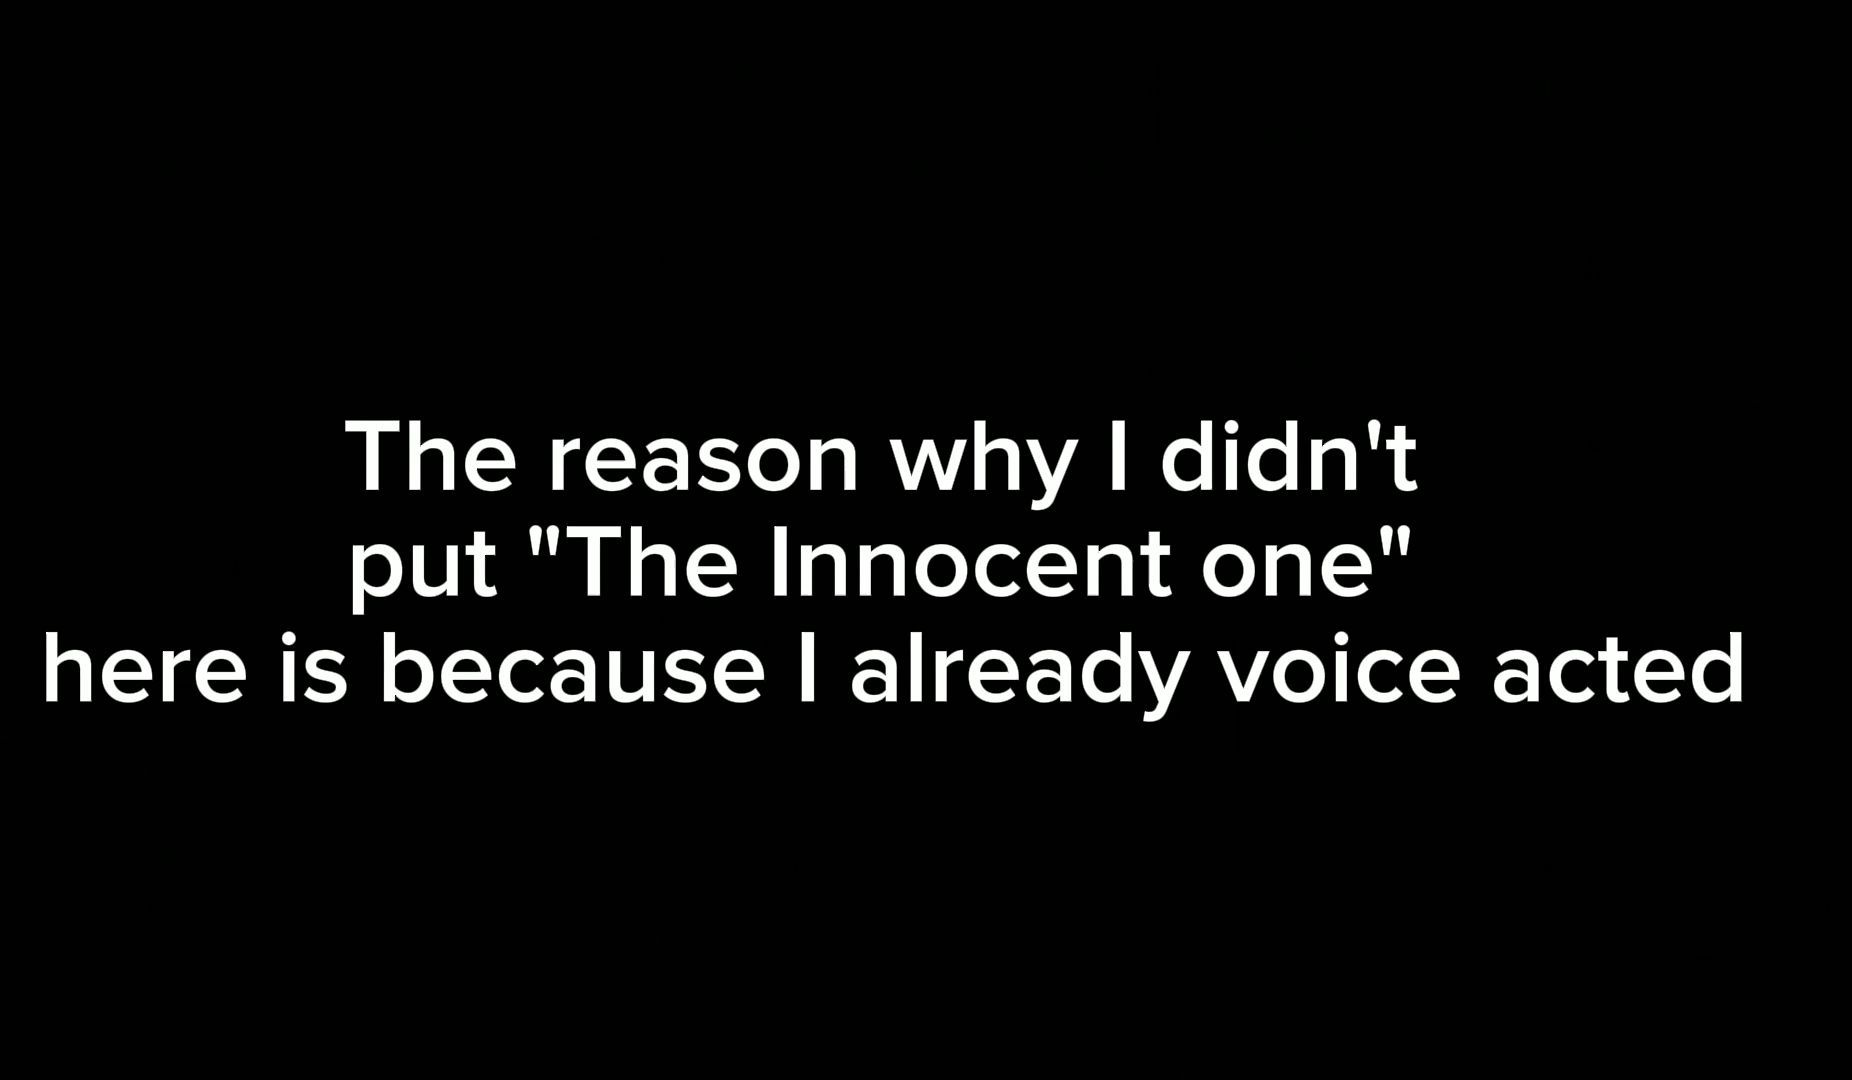 The reason why I didn't
put "The Innocent one"
here is because I already voice acted